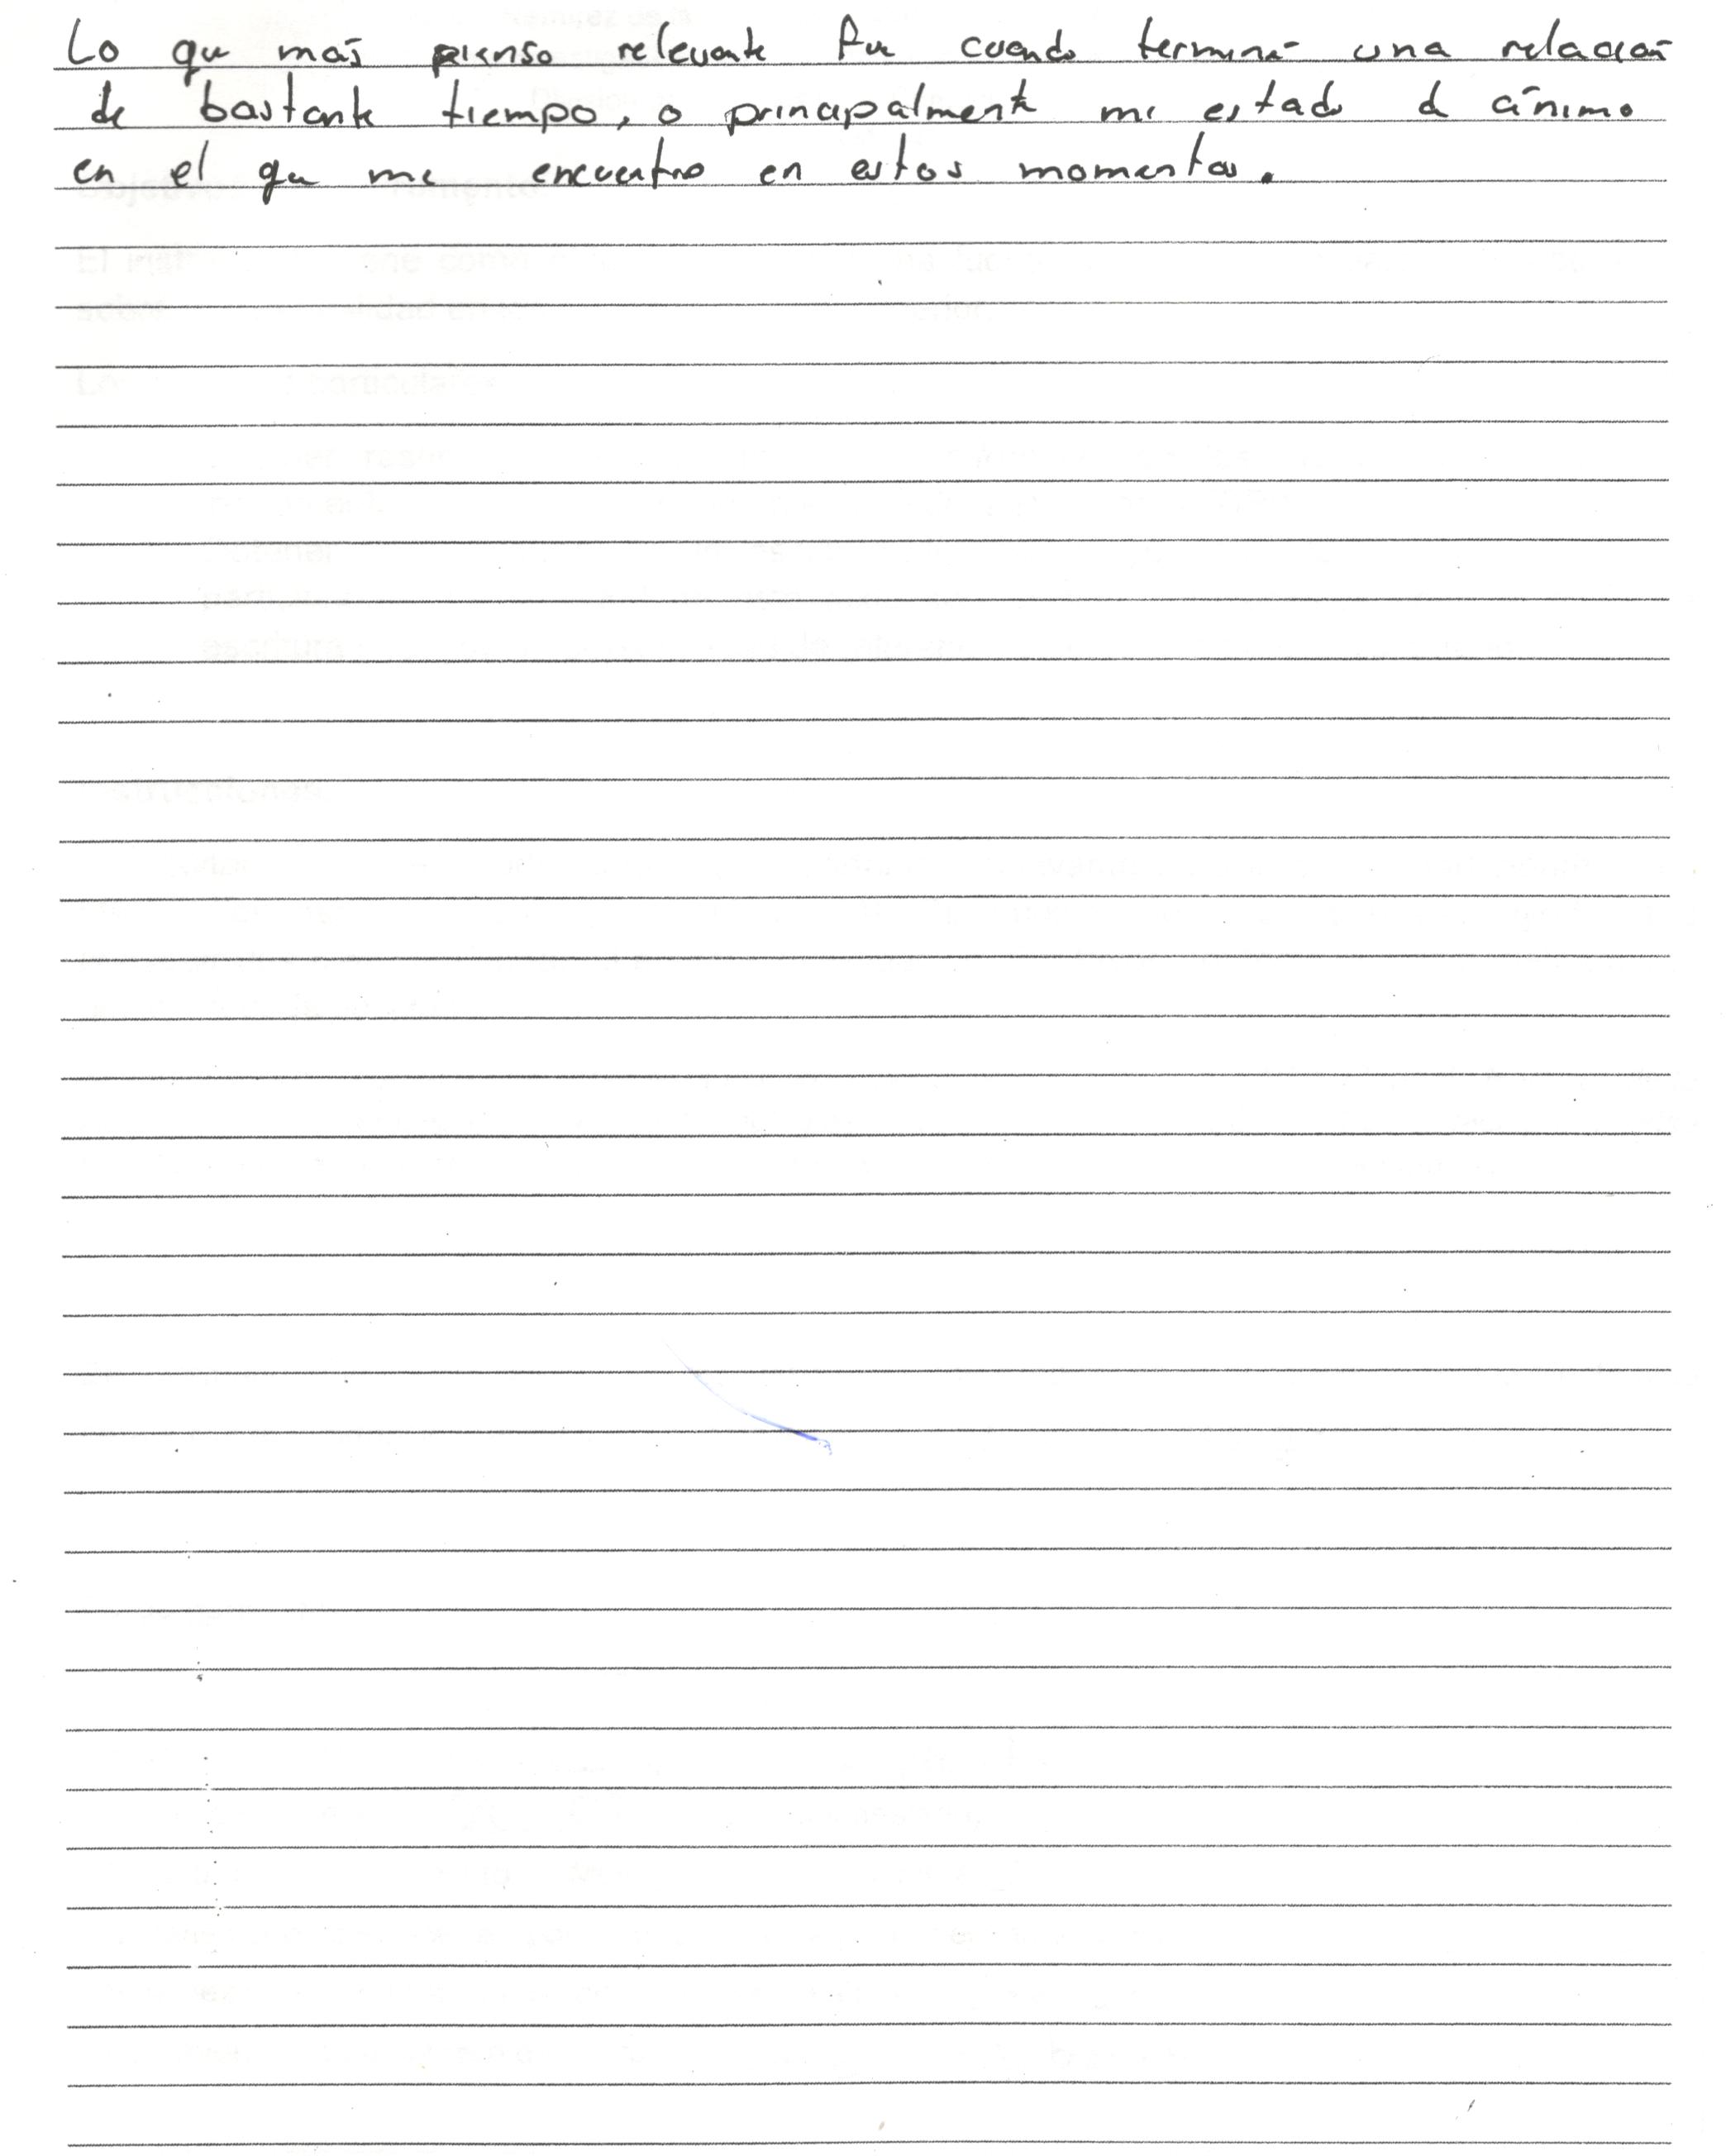 Lo que más pienso relevante fue cuando terminé una relación
de bastante tiempo, o principalmente mi estado de ánimo
en el que me encuentro en estos momentos.